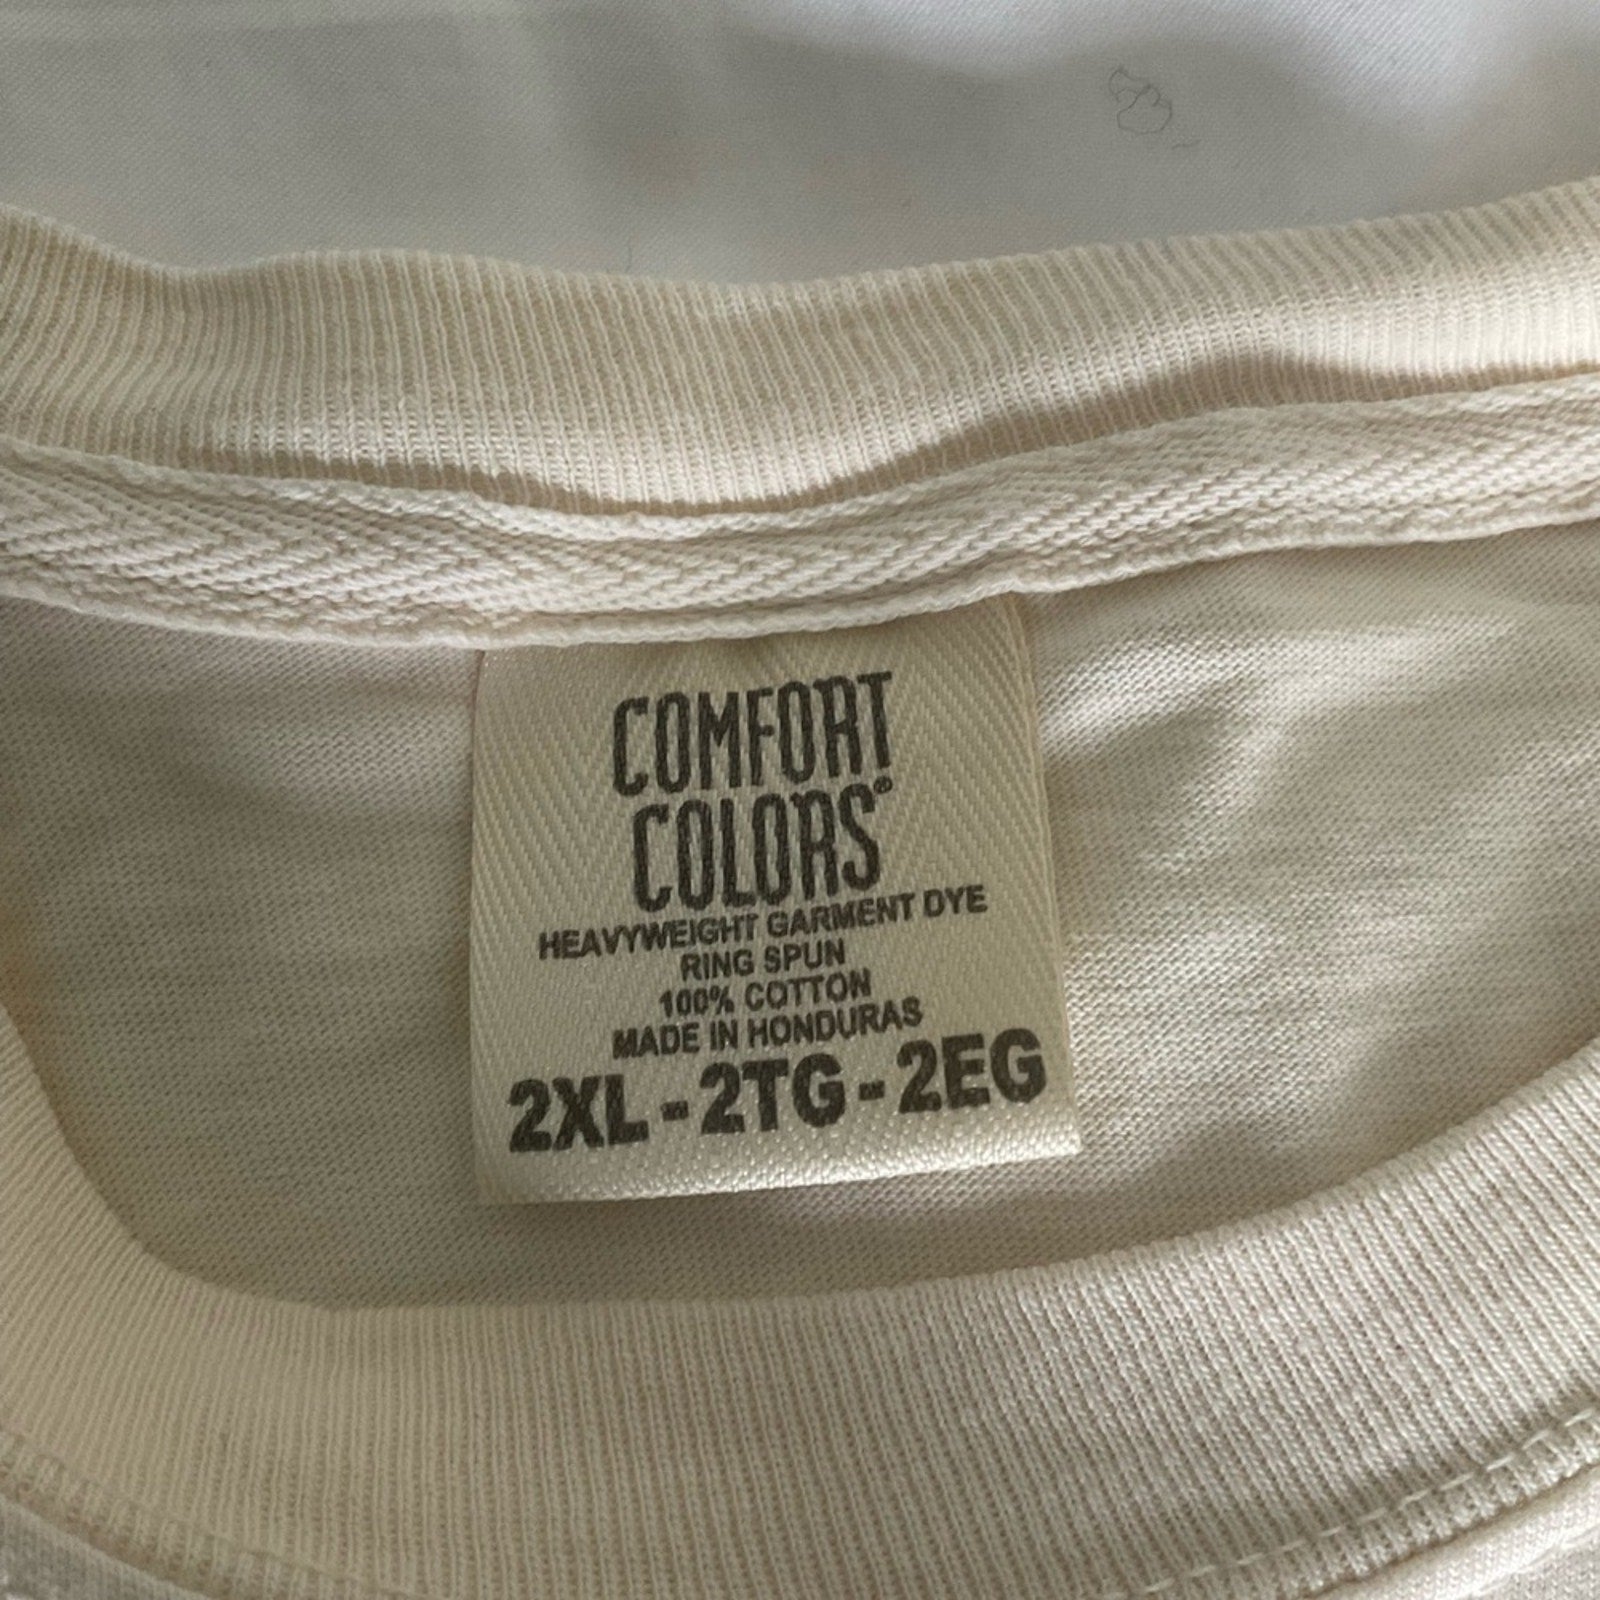 COMFORT
COLORS®
HEAVYWEIGHT GARMENT DYE
RING SPUN
100% COTTON
MADE IN HONDURAS
2XL - 2TG - 2EG